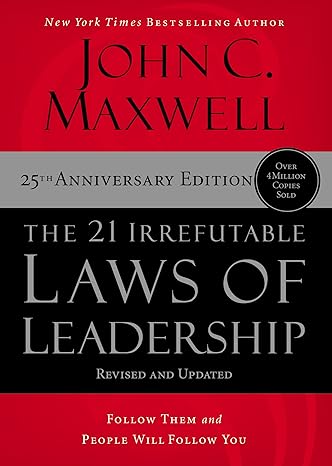 New York Times Bestselling Author
John C.
Maxwell
25th Anniversary Edition
Over
4 Million
Copies
Sold
The 21 Irrefutable
Laws of
Leadership
Revised and Updated
Follow Them and
People Will Follow You